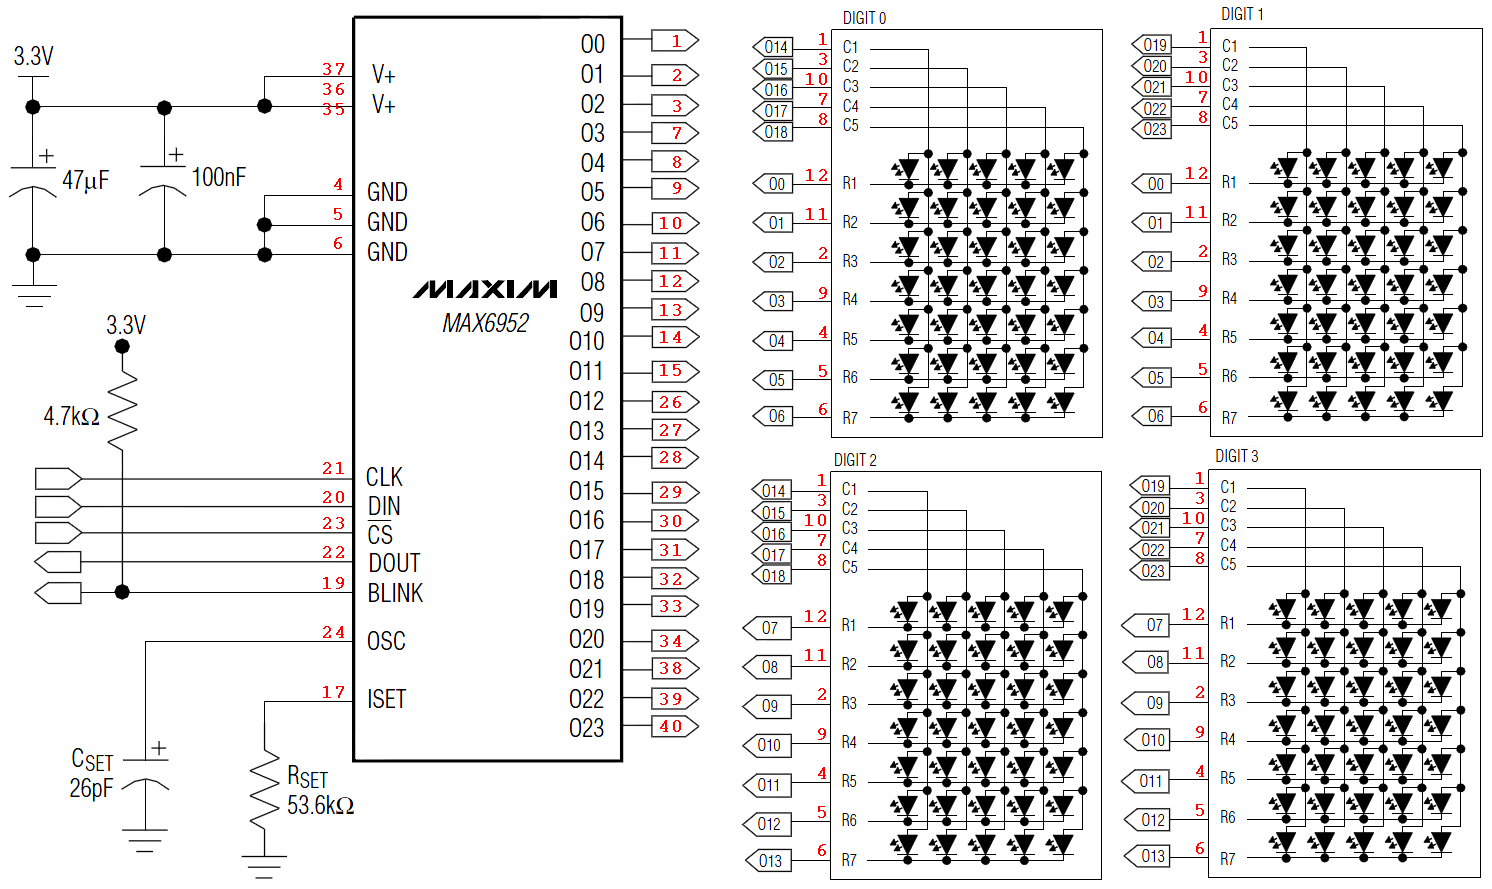 3.3V
47µF
100nF
3.3V
4.7kΩ
CSET
26pF
RSET
53.6kΩ
37 V+
36
35 V+
4 GND
5 GND
6 GND
21 CLK
20 DIN
23 CS
22 DOUT
19 BLINK
24 OSC
17 ISET
MAXIM
MAX6952
O0 1
O1 2
O2 3
O3 7
O4 8
O5 9
O6 10
O7 11
O8 12
O9 13
O10 14
O11 15
O12 26
O13 27
O14 28
O15 29
O16 30
O17 31
O18 32
O19 33
O20 34
O21 38
O22 39
O23 40
DIGIT 0
O14 1 C1
O15 3 C2
O16 10 C3
O17 7 C4
O18 8 C5
O0 12 R1
O1 11 R2
O2 2 R3
O3 9 R4
O4 4 R5
O5 5 R6
O6 6 R7
DIGIT 1
O19 1 C1
O20 3 C2
O21 10 C3
O22 7 C4
O23 8 C5
O0 12 R1
O1 11 R2
O2 2 R3
O3 9 R4
O4 4 R5
O5 5 R6
O6 6 R7
DIGIT 2
O14 1 C1
O15 3 C2
O16 10 C3
O17 7 C4
O18 8 C5
O7 12 R1
O8 11 R2
O9 2 R3
O10 9 R4
O11 4 R5
O12 5 R6
O13 6 R7
DIGIT 3
O19 1 C1
O20 3 C2
O21 10 C3
O22 7 C4
O23 8 C5
O7 12 R1
O8 11 R2
O9 2 R3
O10 9 R4
O11 4 R5
O12 5 R6
O13 6 R7